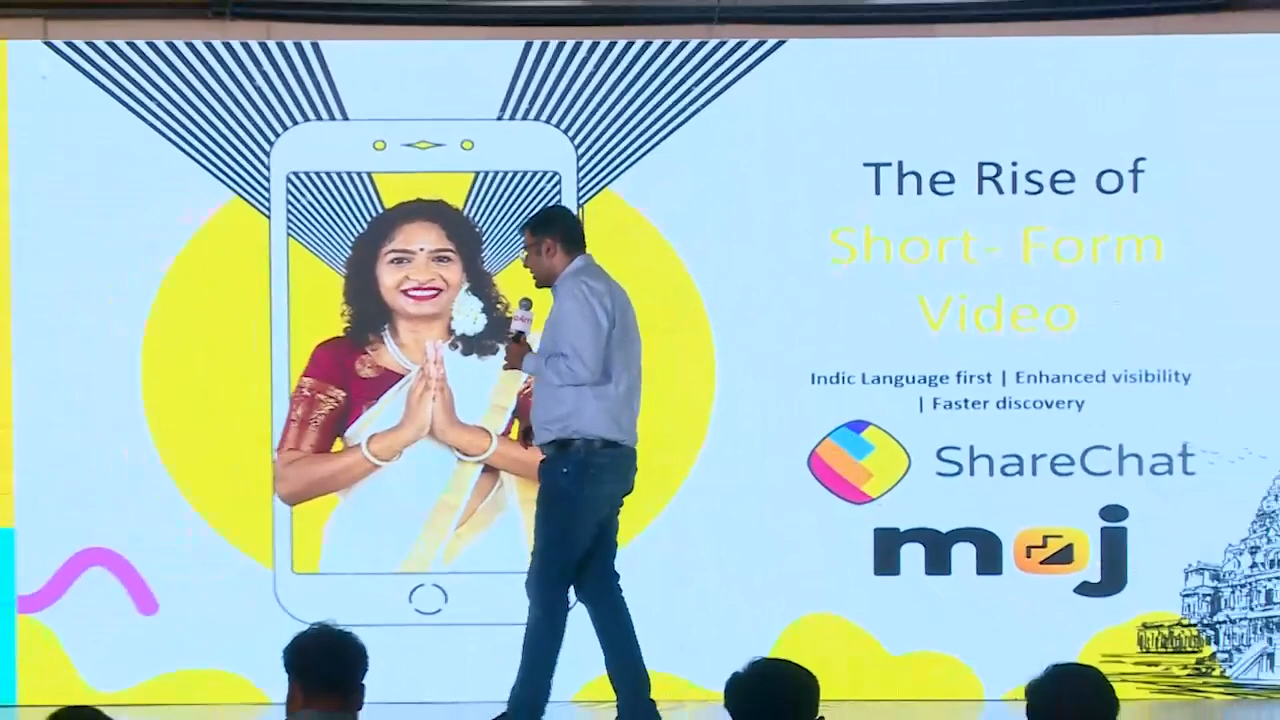 The Rise of
Short- Form
Video
Indic Language first | Enhanced visibility
| Faster discovery
ShareChat
moj